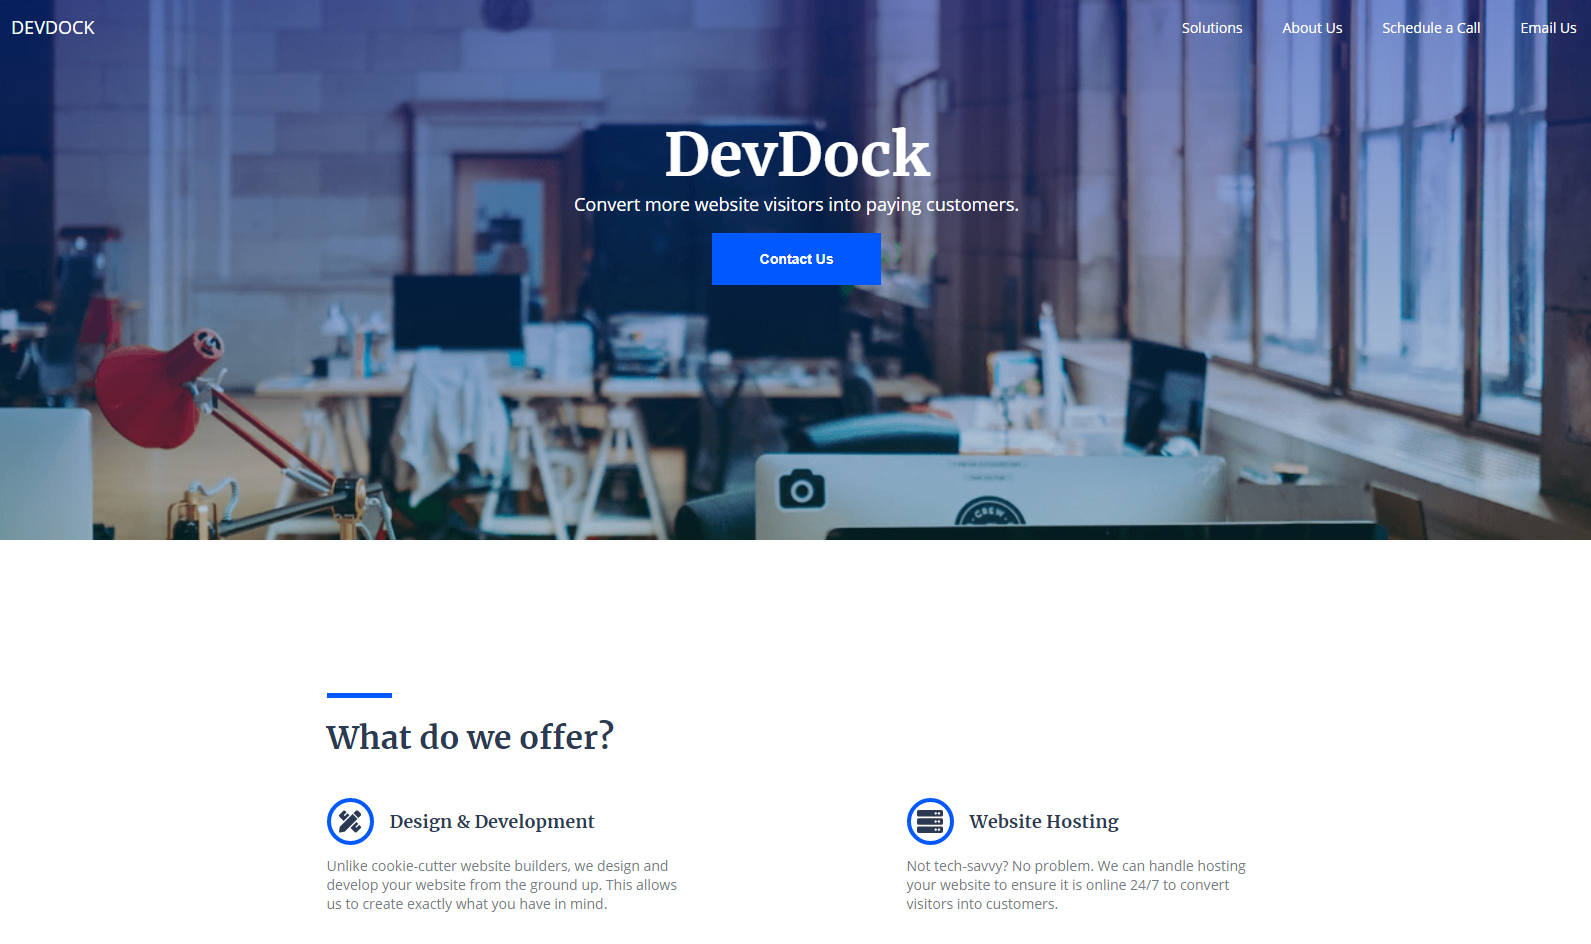 DEVDOCK
Solutions
About Us
Schedule a Call
Email Us
DevDock
Convert more website visitors into paying customers.
Contact Us
CREW
What do we offer?
Design & Development
Unlike cookie-cutter website builders, we design and
develop your website from the ground up. This allows
us to create exactly what you have in mind.
Website Hosting
Not tech-savvy? No problem. We can handle hosting
your website to ensure it is online 24/7 to convert
visitors into customers.